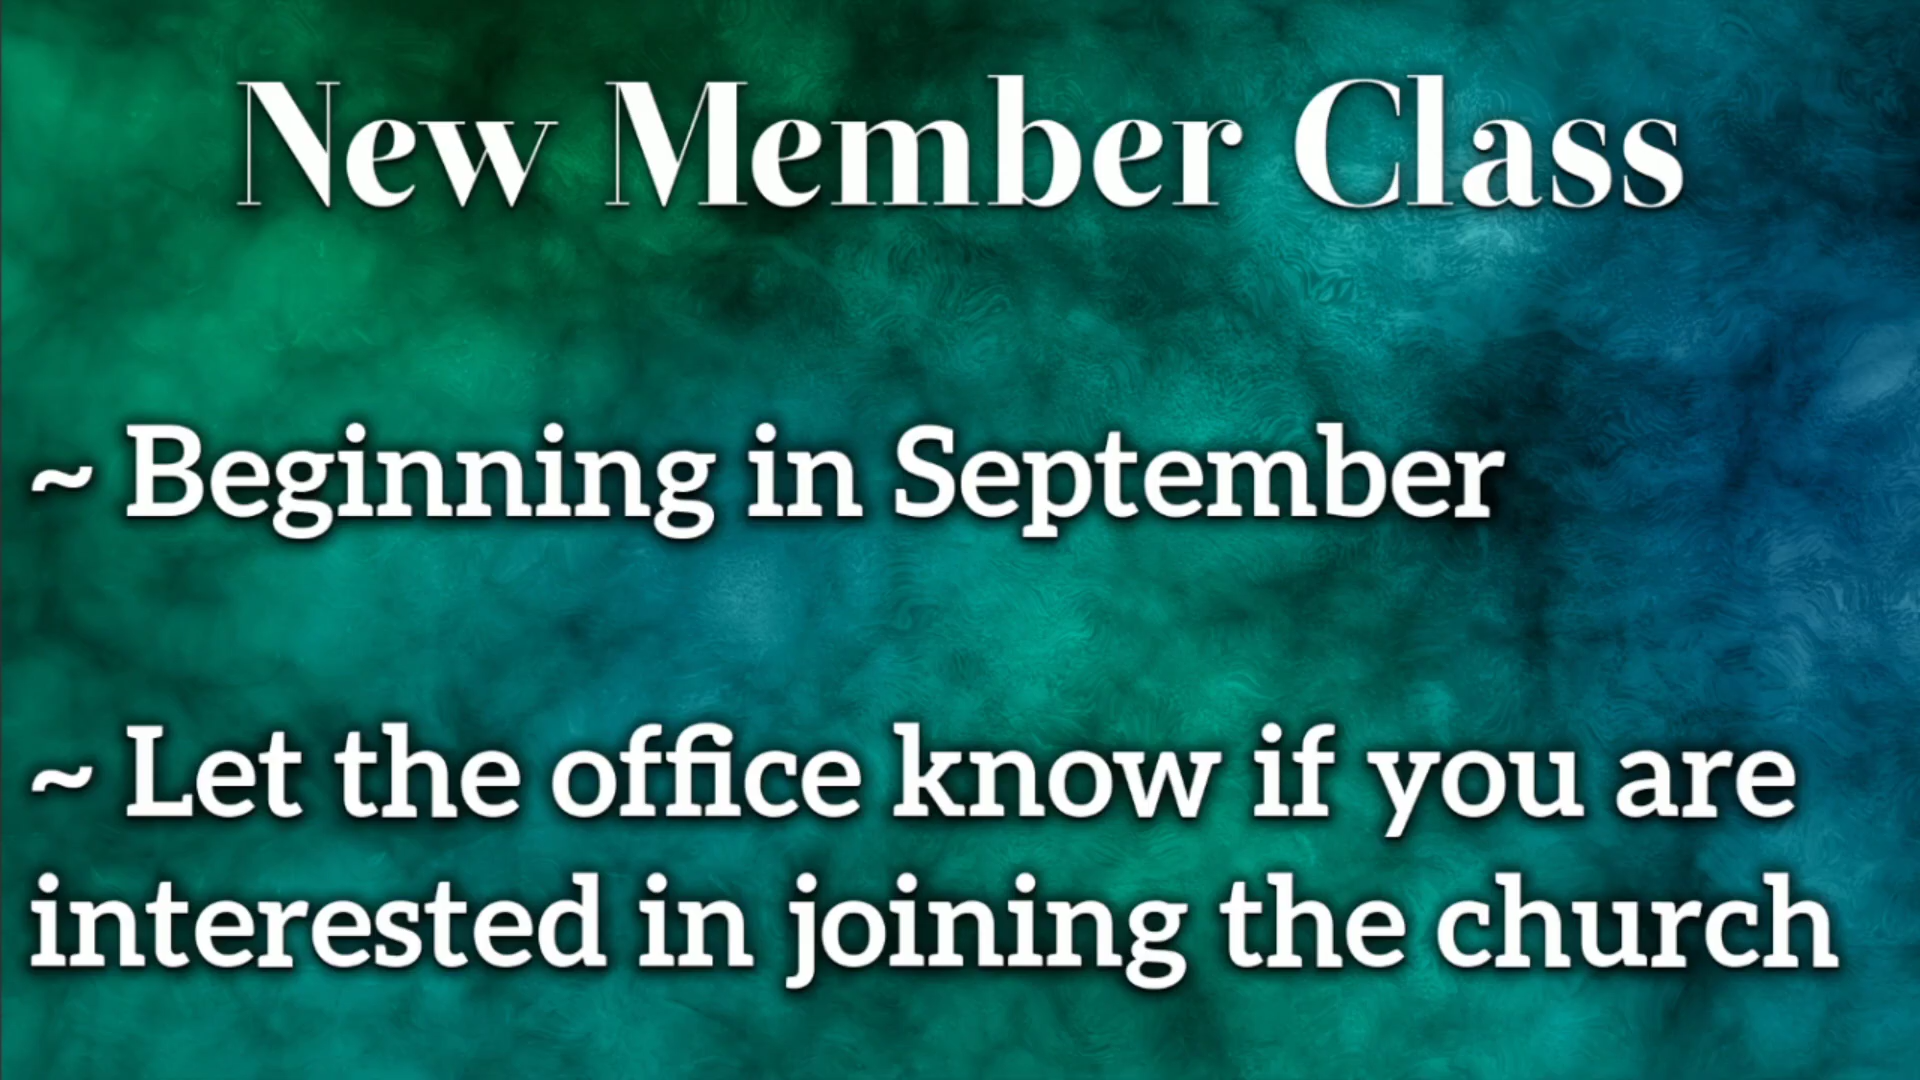 New Member Class
~ Beginning in September
~ Let the office know if you are
interested in joining the church